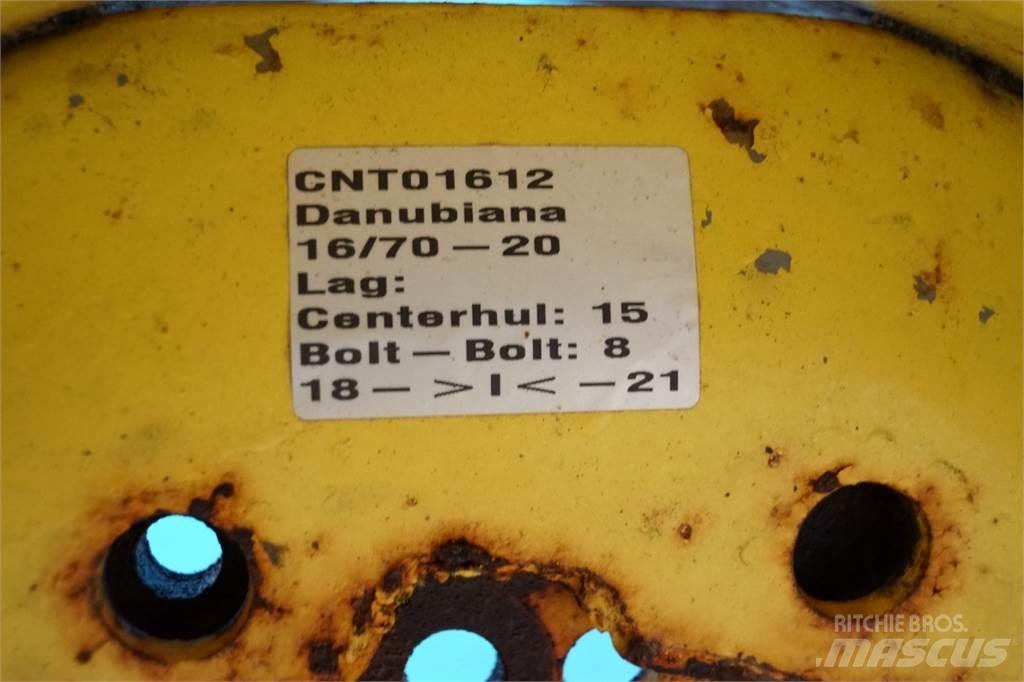 CNT01612
Danubiana
16/70 — 20
Lag:
Centerhul: 15
Bolt — Bolt: 8
18 — > I < — 21
RITCHIE BROS.
MASCUS